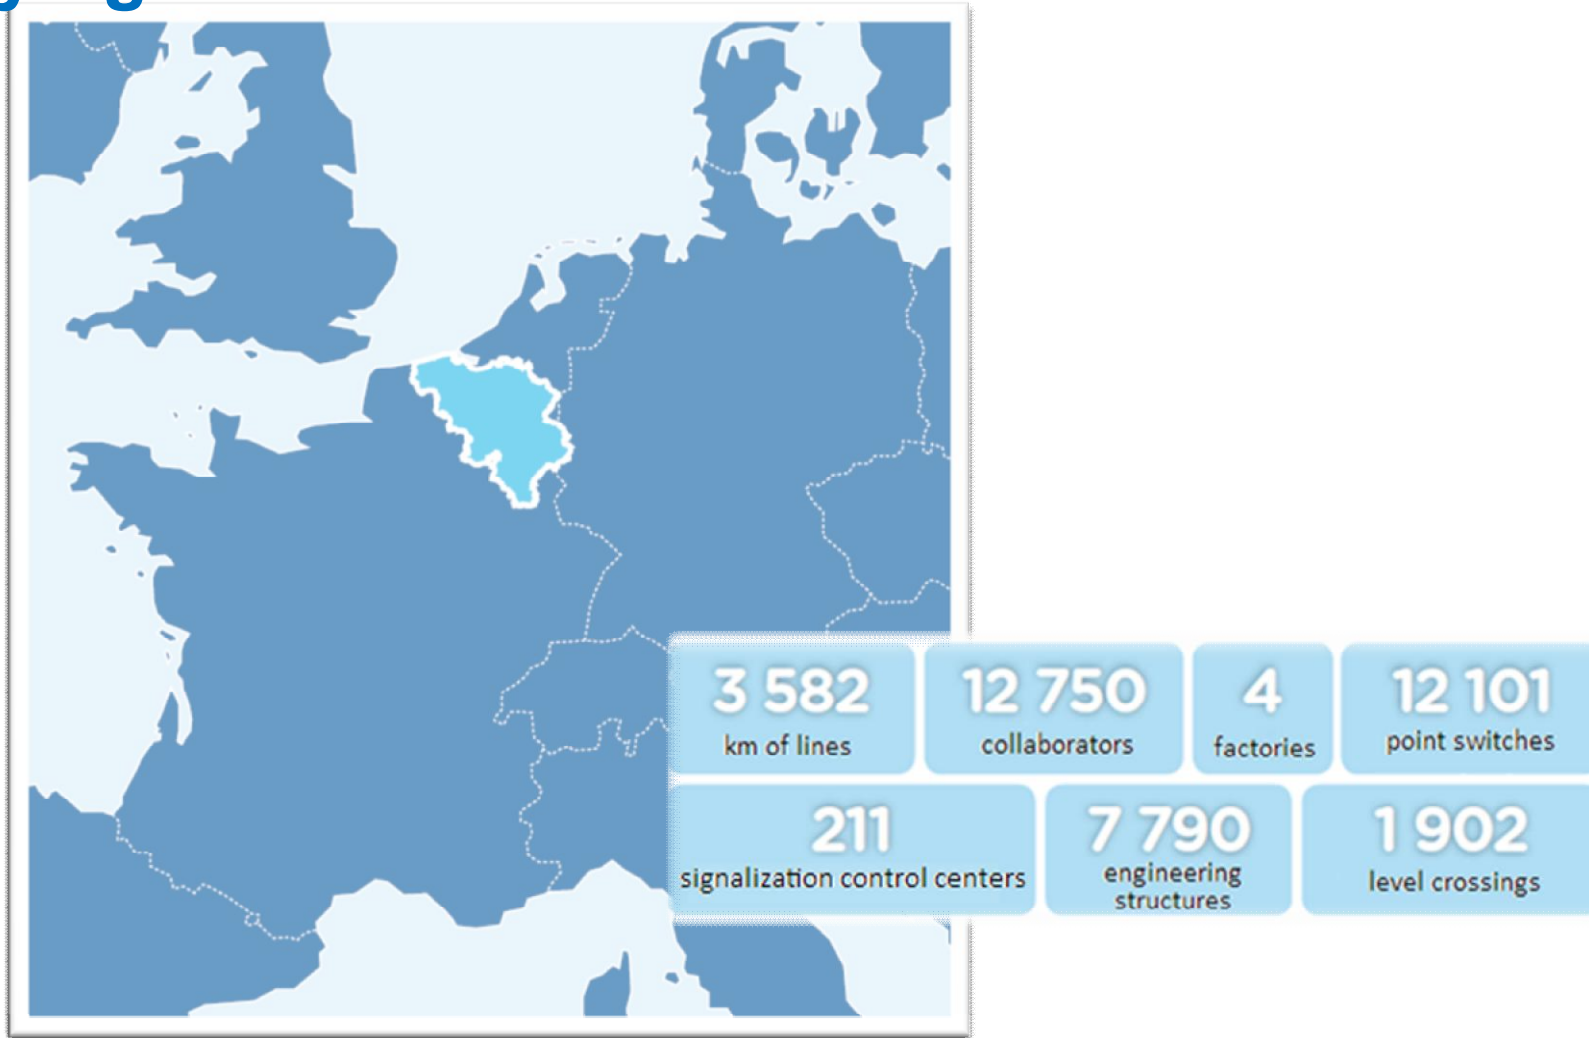 3 582
km of lines
12 750
collaborators
4
factories
12 101
point switches
211
signalization control centers
7 790
engineering
structures
1 902
level crossings